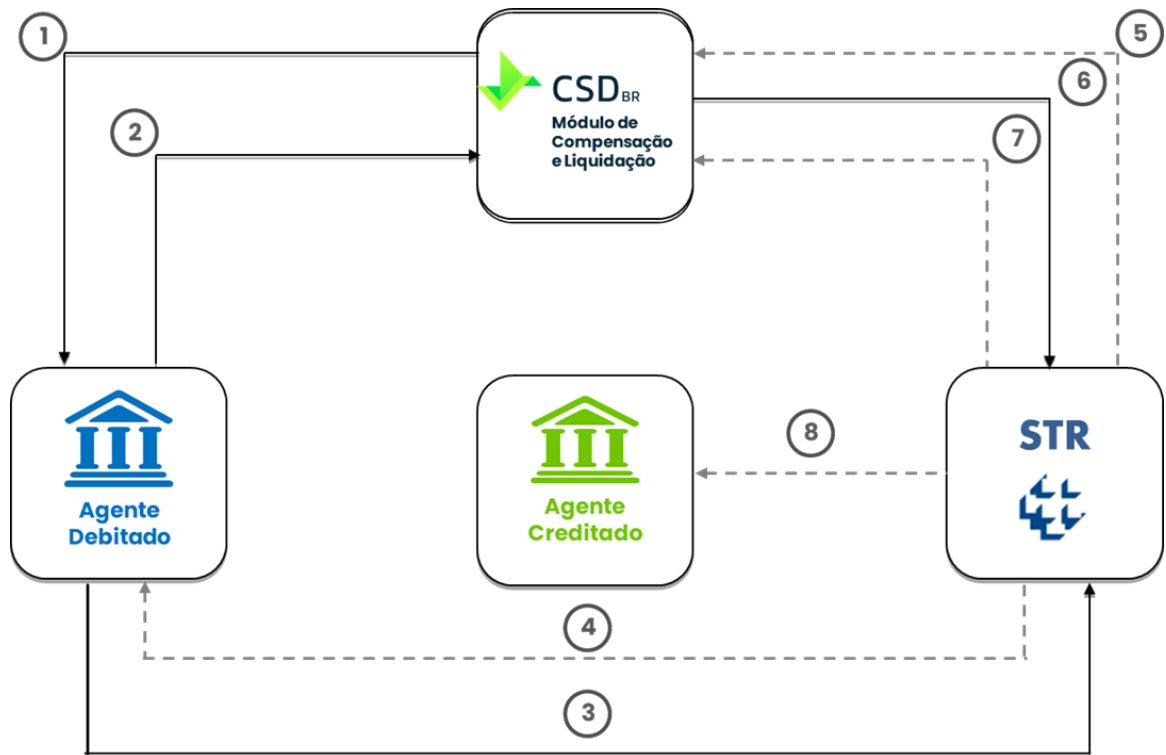 1
5
6
2
CSD BR
7
Módulo de
Compensação
e Liquidação
8
STR
Agente
Debitado
Agente
Creditado
4
3